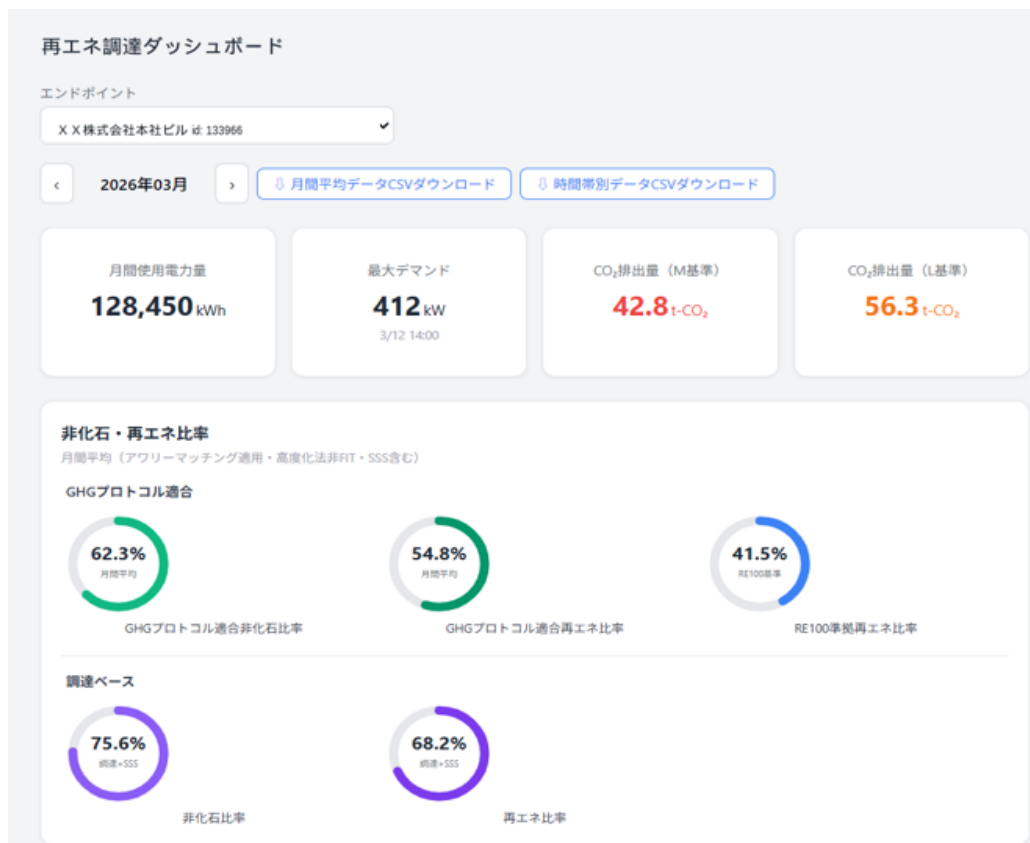 再エネ調達ダッシュボード
エンドポイント
X X 株式会社本社ビル id: 133966
‹ 2026年03月 › ⇩ 月間平均データCSVダウンロード ⇩ 時間帯別データCSVダウンロード
月間使用電力量 最大デマンド CO₂排出量（M基準） CO₂排出量（L基準）
128,450 kWh 412 kW 42.8 t-CO₂ 56.3 t-CO₂
3/12 14:00
非化石・再エネ比率
月間平均（アワリーマッチング適用・高度化法非FIT・SSS含む）
GHGプロトコル適合
62.3% 54.8% 41.5%
月間平均 月間平均 RE100基準
GHGプロトコル適合非化石比率 GHGプロトコル適合再エネ比率 RE100準拠再エネ比率
調達ベース
75.6% 68.2%
調達+SSS 調達+SSS
非化石比率 再エネ比率